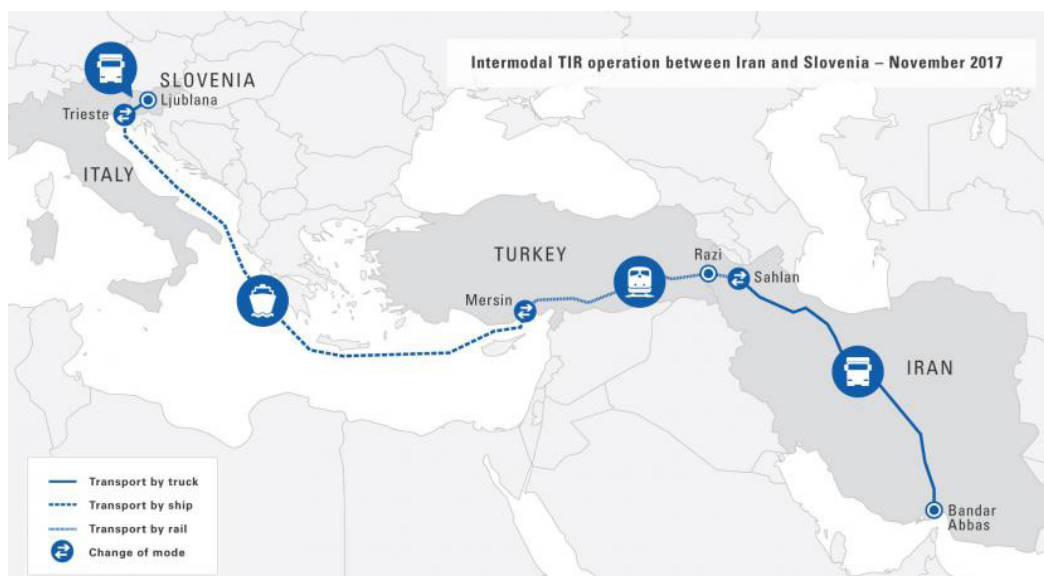 Intermodal TIR operation between Iran and Slovenia – November 2017
SLOVENIA
Ljublana
Trieste
ITALY
TURKEY
Razi
Sahlan
Mersin
IRAN
Bandar
Abbas
Transport by truck
Transport by ship
Transport by rail
Change of mode